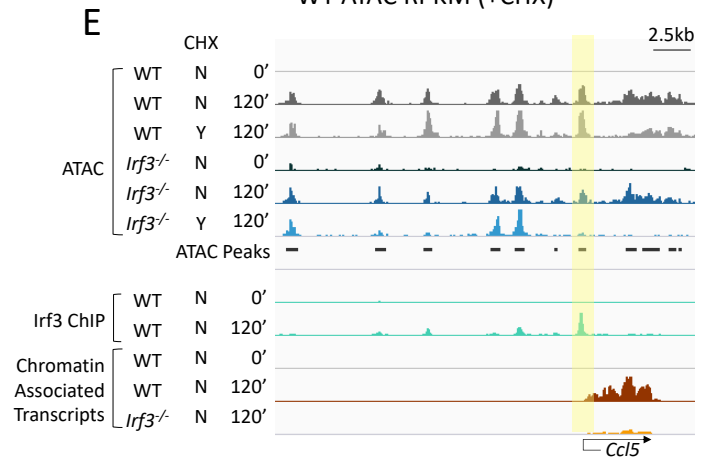 WT ATAC RPKM (+CHX)
E
2.5kb
CHX
WT N 0’
WT N 120’
WT Y 120’
ATAC
Irf3-/- N 0’
Irf3-/- N 120’
Irf3-/- Y 120’
ATAC Peaks
WT N 0’
Irf3 ChIP
WT N 120’
Chromatin Associated Transcripts
WT N 0’
WT N 120’
Irf3-/- N 120’
Ccl5